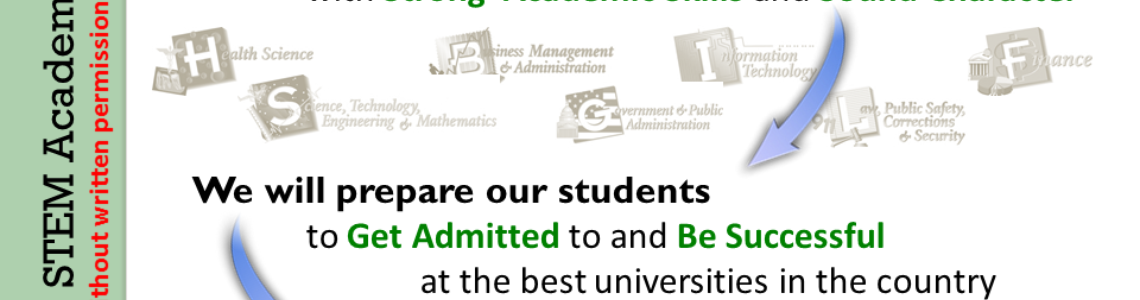 with Strong Academic Skills and Sound Character
Health Science
Business Management
& Administration
Information
Technology
Finance
Science, Technology,
Engineering & Mathematics
Government & Public
Administration
Law, Public Safety,
Corrections
& Security
911
We will prepare our students
to Get Admitted to and Be Successful
at the best universities in the country
STEM Academ
thout written permission